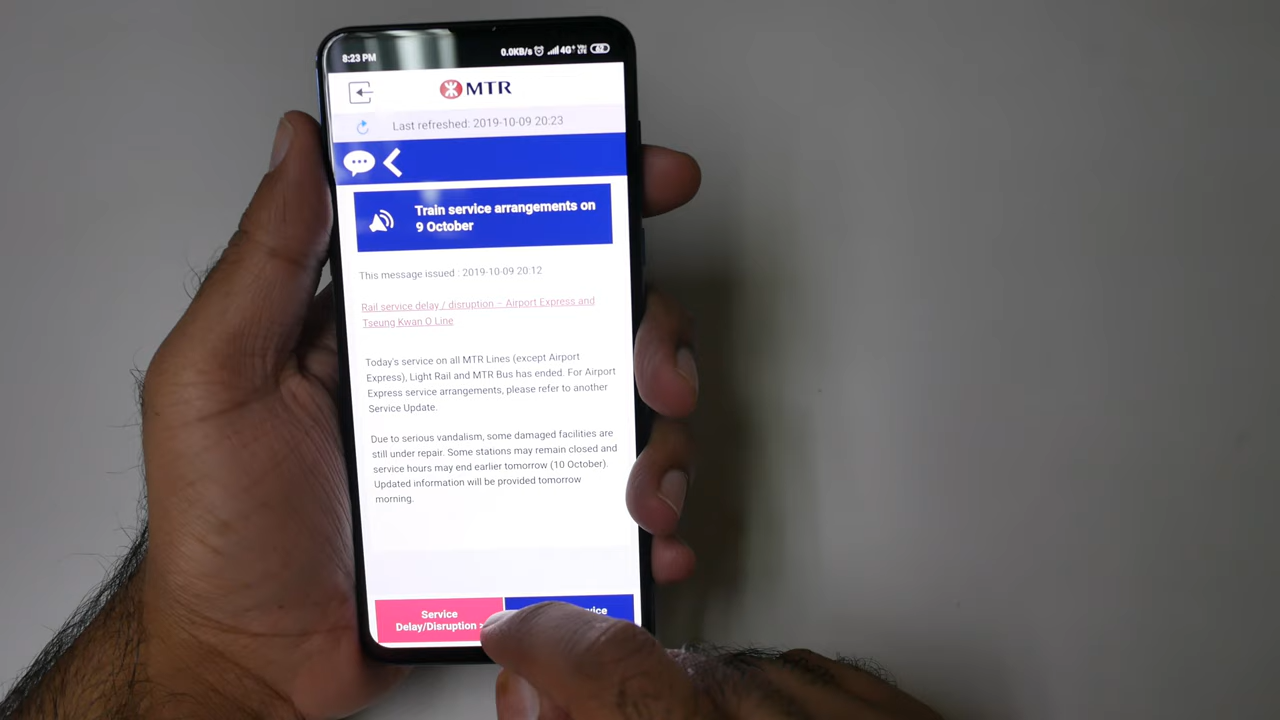 8:23 PM
0.0KB/s 4G+ VoLTE 62
MTR
Last refreshed: 2019-10-09 20:23
Train service arrangements on
9 October
This message issued : 2019-10-09 20:12
Rail service delay / disruption – Airport Express and
Tseung Kwan O Line
Today's service on all MTR Lines (except Airport
Express), Light Rail and MTR Bus has ended. For Airport
Express service arrangements, please refer to another
Service Update.
Due to serious vandalism, some damaged facilities are
still under repair. Some stations may remain closed and
service hours may end earlier tomorrow (10 October).
Updated information will be provided tomorrow
morning.
Service
Delay/Disruption >